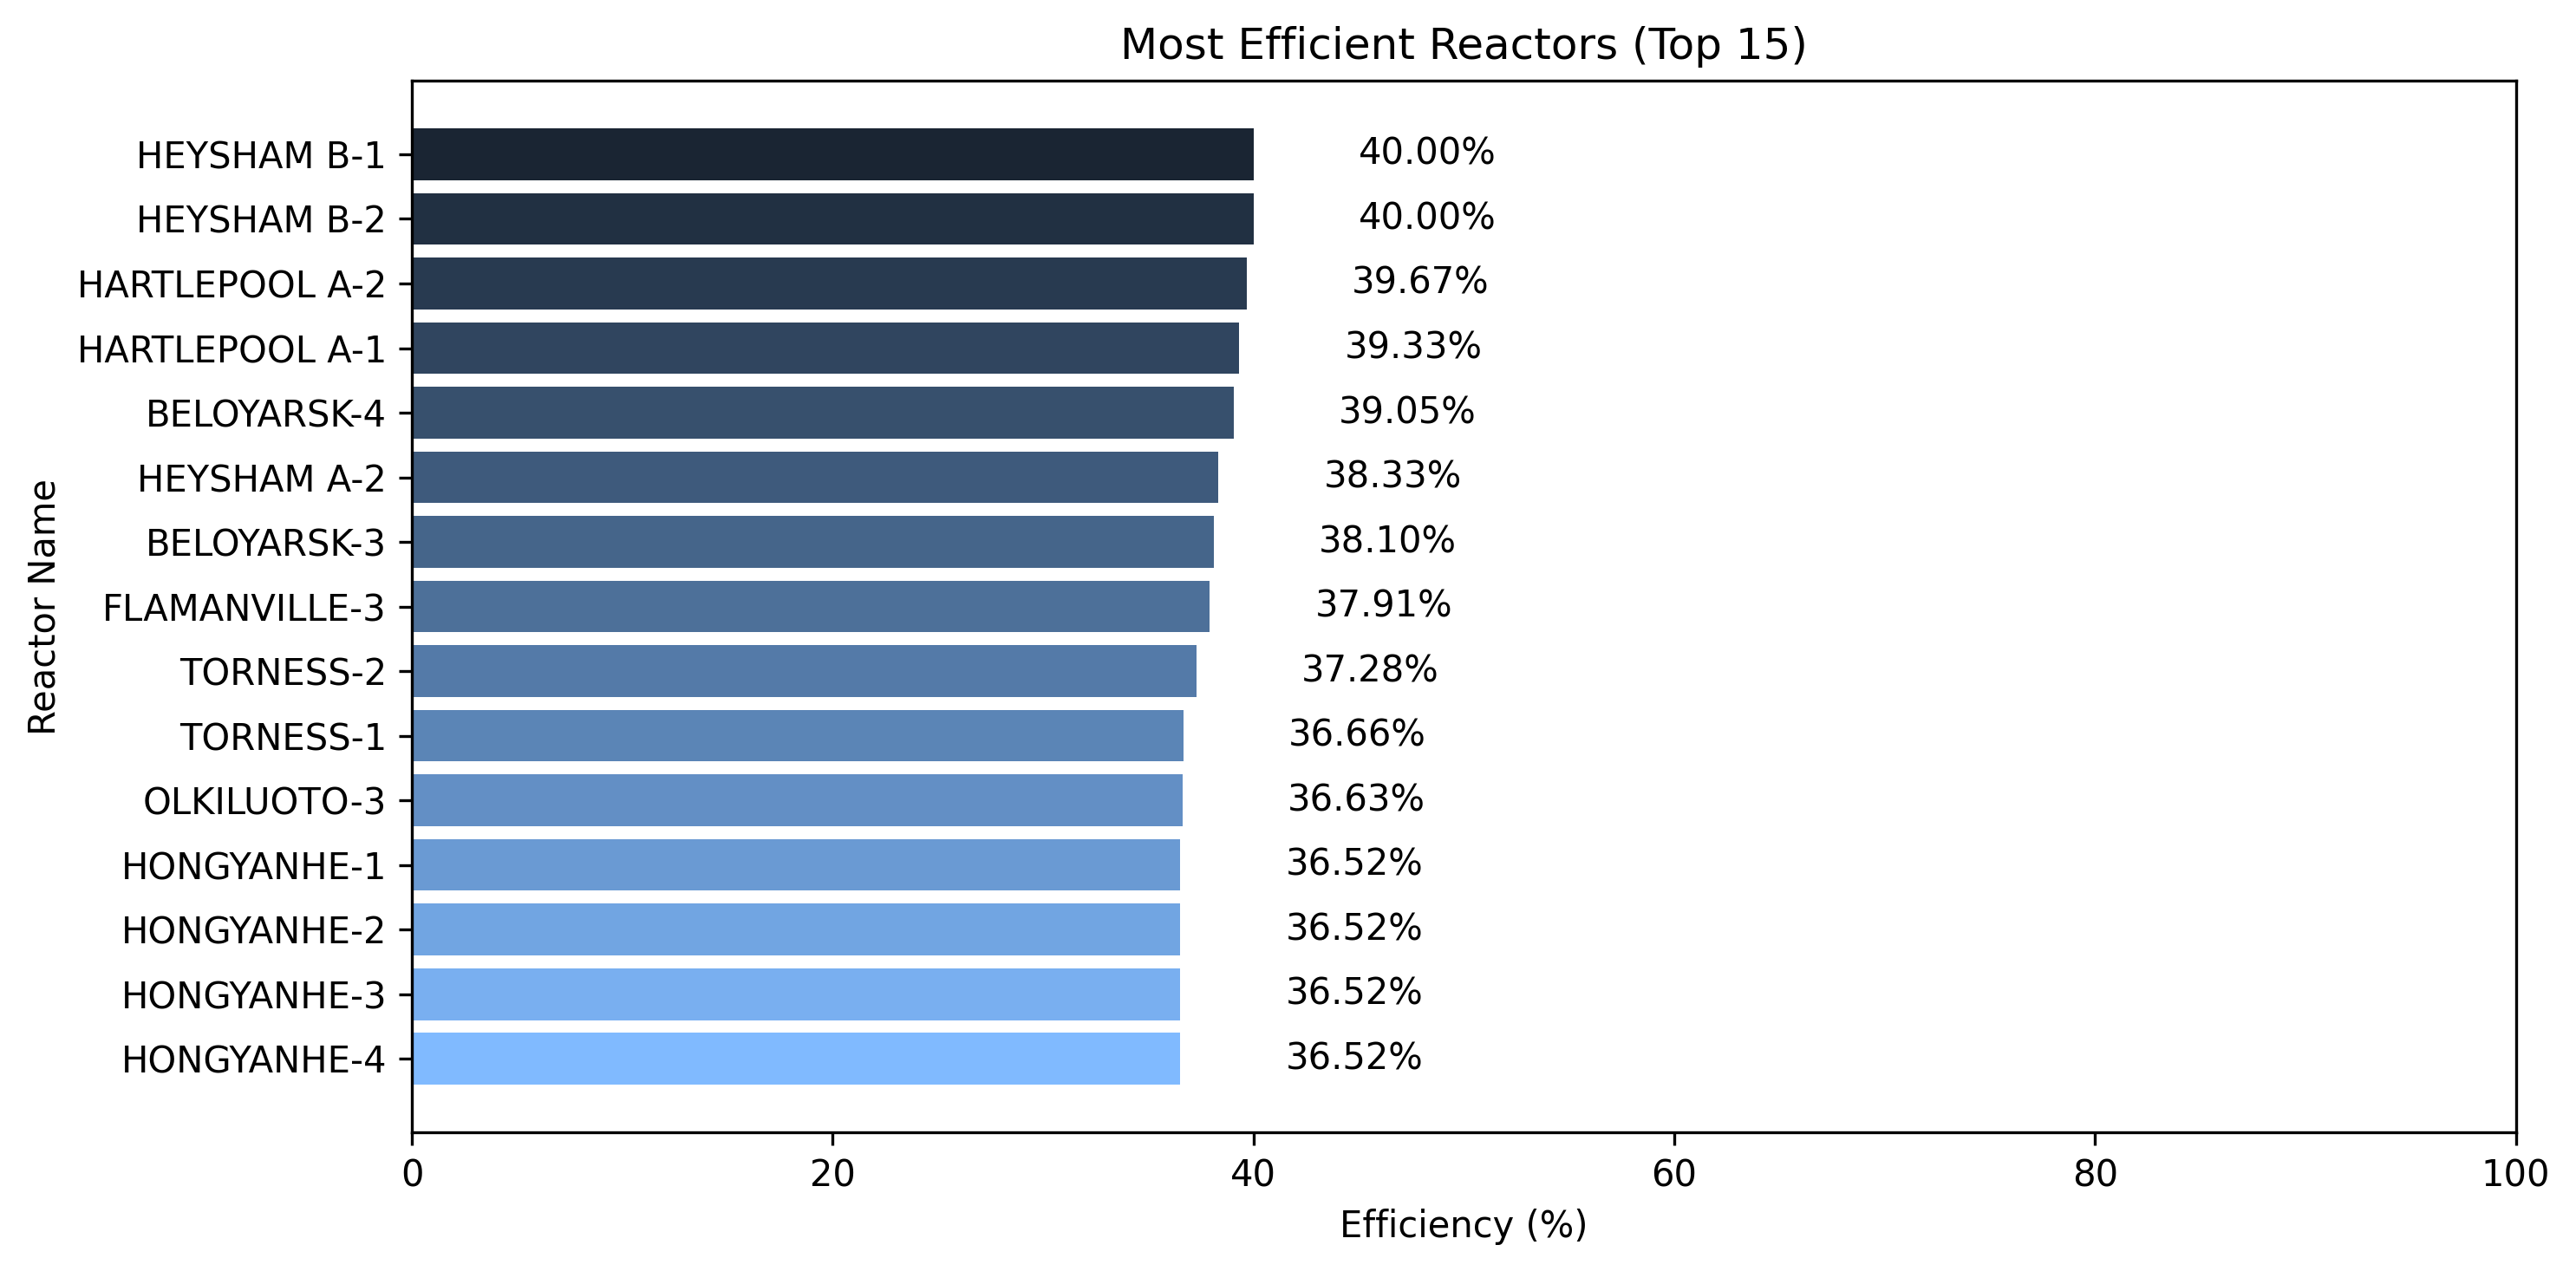 Most Efficient Reactors (Top 15)
Reactor Name
HEYSHAM B-1 40.00%
HEYSHAM B-2 40.00%
HARTLEPOOL A-2 39.67%
HARTLEPOOL A-1 39.33%
BELOYARSK-4 39.05%
HEYSHAM A-2 38.33%
BELOYARSK-3 38.10%
FLAMANVILLE-3 37.91%
TORNESS-2 37.28%
TORNESS-1 36.66%
OLKILUOTO-3 36.63%
HONGYANHE-1 36.52%
HONGYANHE-2 36.52%
HONGYANHE-3 36.52%
HONGYANHE-4 36.52%
0 20 40 60 80 100
Efficiency (%)